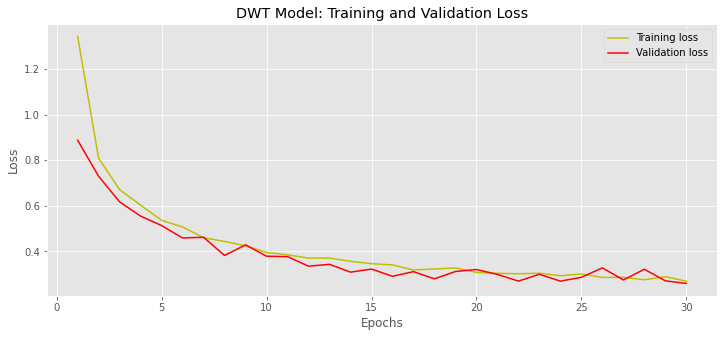 DWT Model: Training and Validation Loss
Training loss
Validation loss
1.2
1.0
0.8
0.6
0.4
Loss
0 5 10 15 20 25 30
Epochs